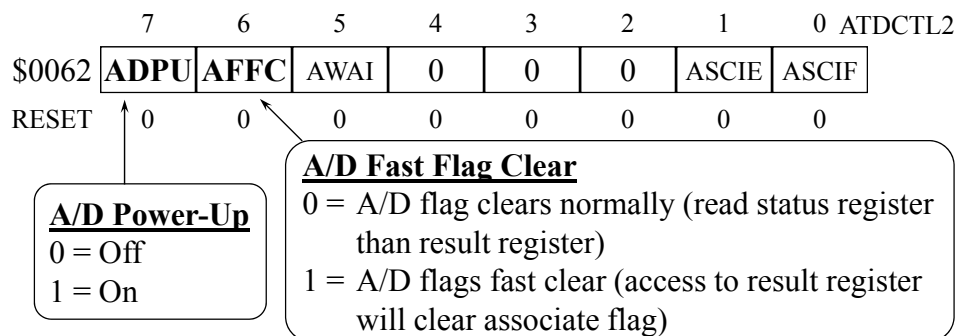 7 6 5 4 3 2 1 0 ATDCTL2
$0062 ADPU AFFC AWAI 0 0 0 ASCIE ASCIF
RESET 0 0 0 0 0 0 0 0
A/D Power-Up
0 = Off
1 = On
A/D Fast Flag Clear
0 = A/D flag clears normally (read status register
than result register)
1 = A/D flags fast clear (access to result register
will clear associate flag)